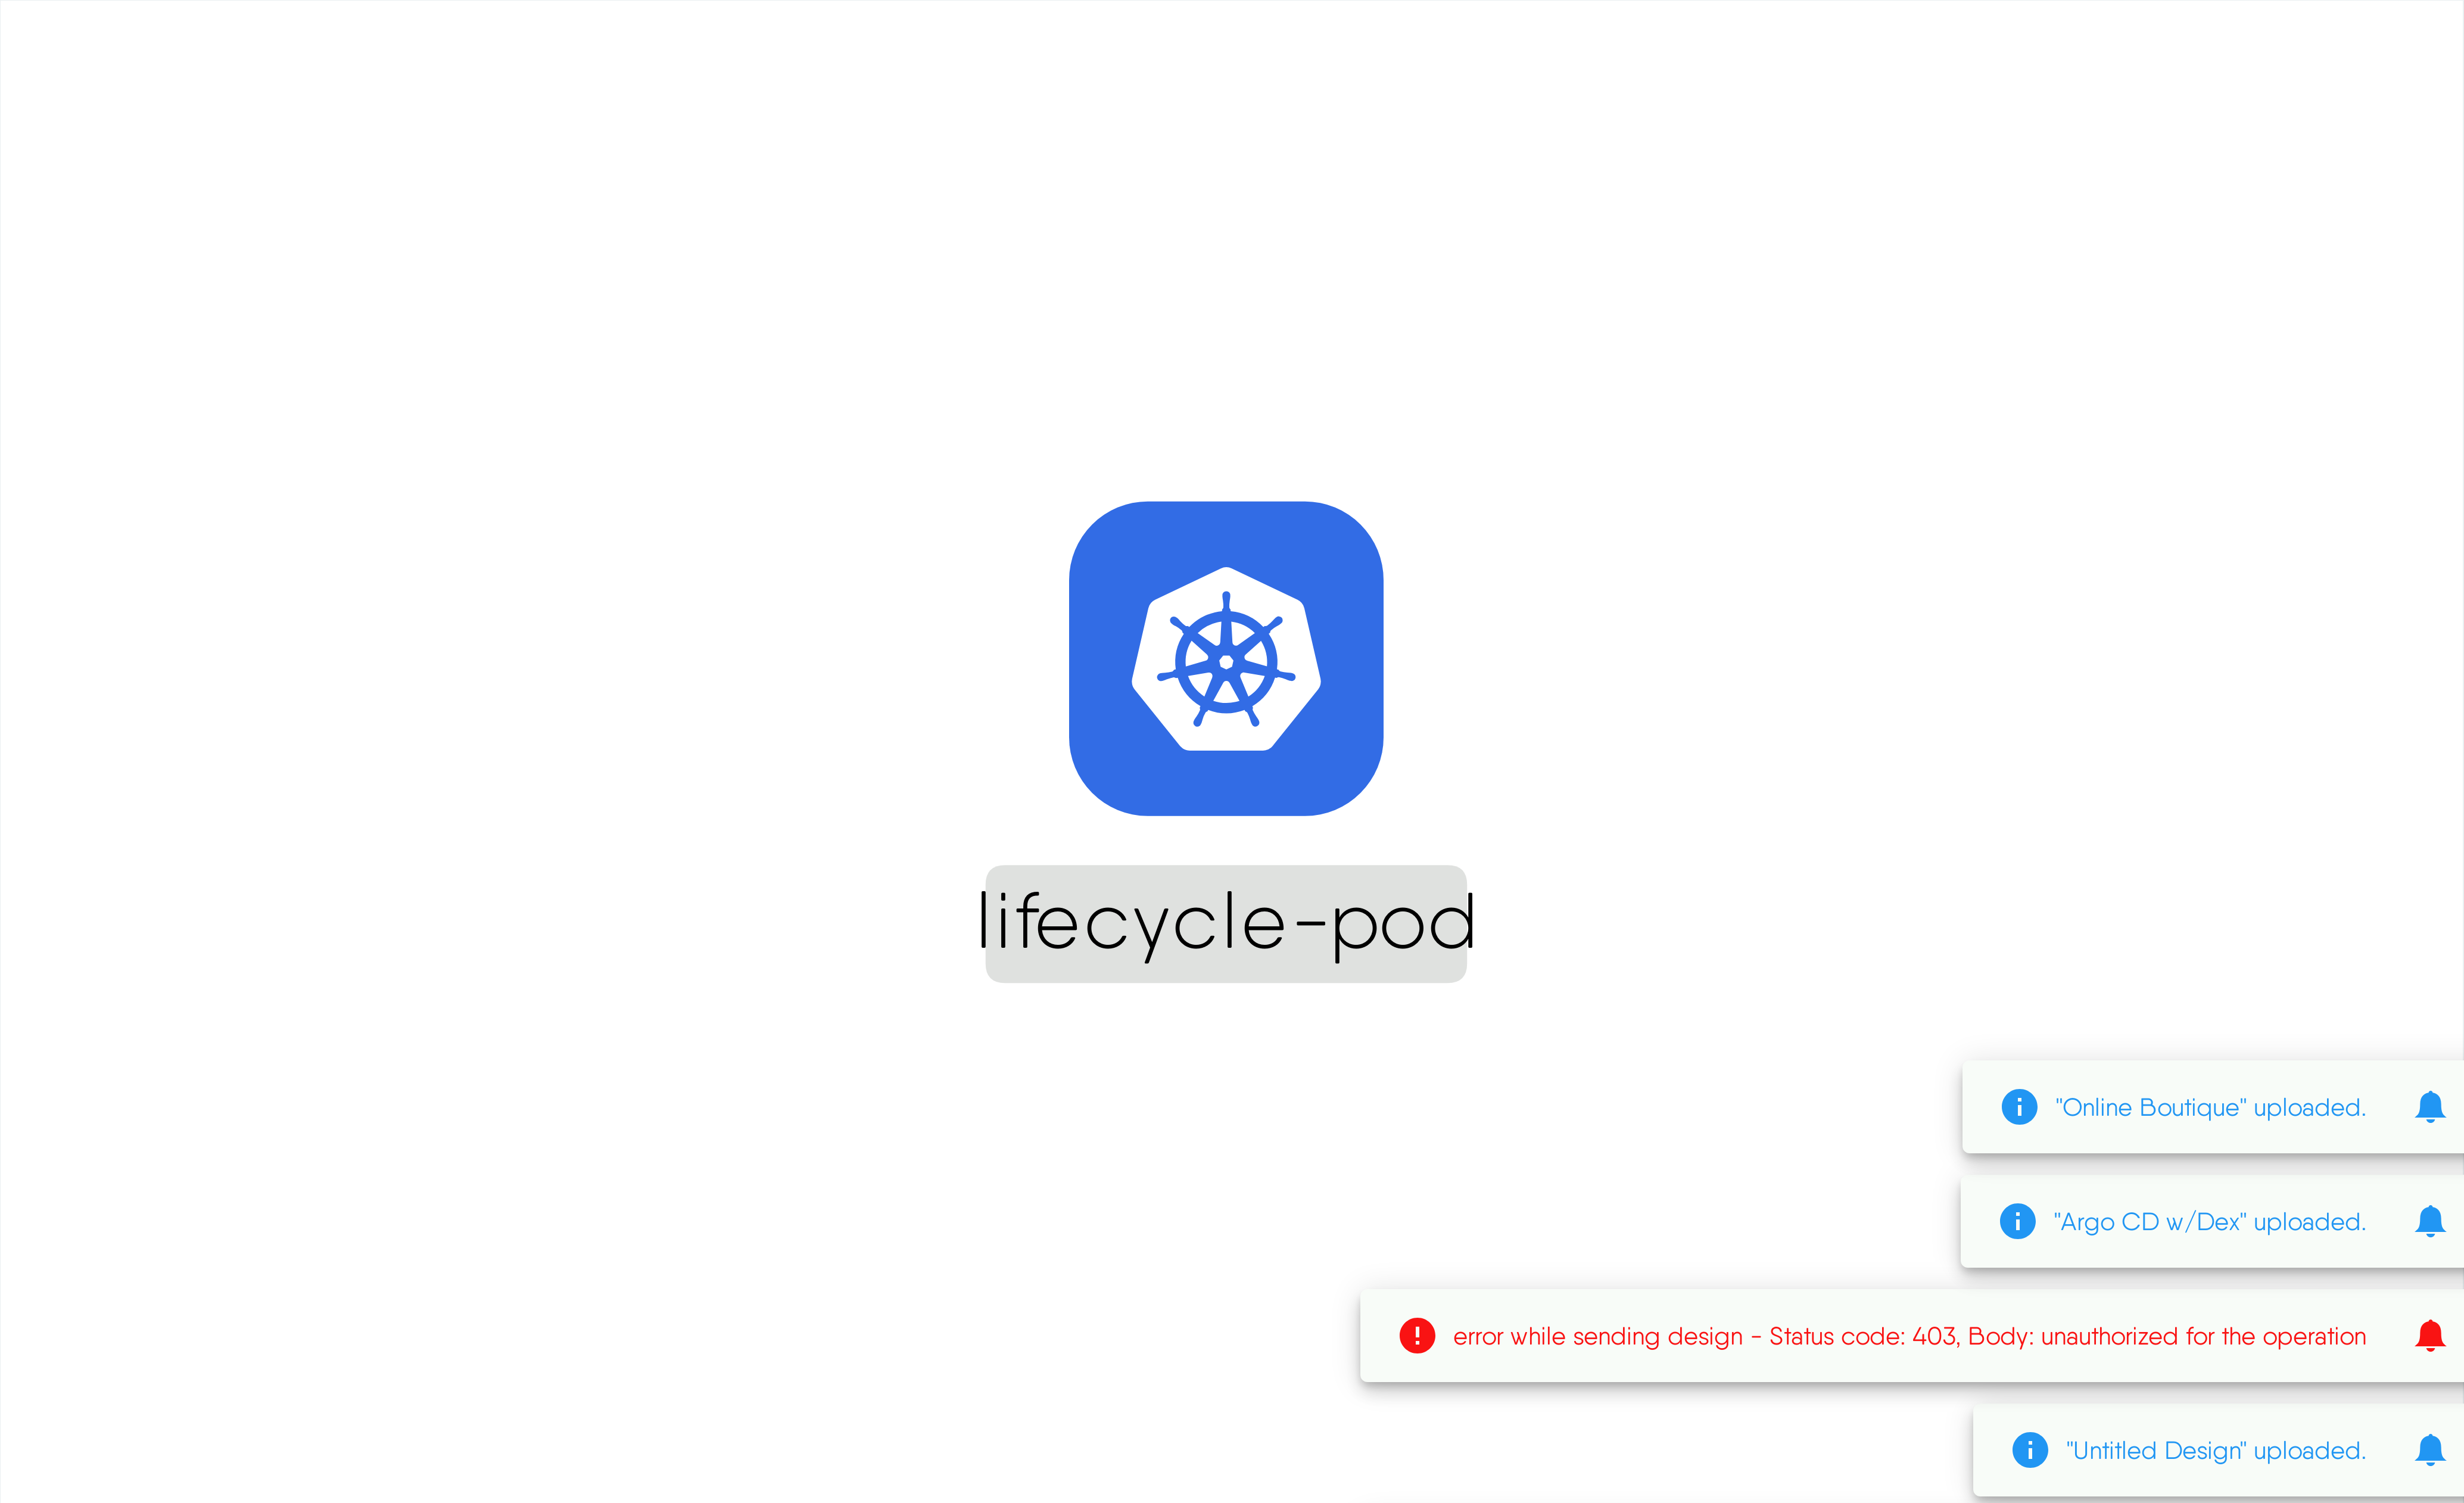 lifecycle-pod
"Online Boutique" uploaded.
"Argo CD w/Dex" uploaded.
error while sending design - Status code: 403, Body: unauthorized for the operation
"Untitled Design" uploaded.